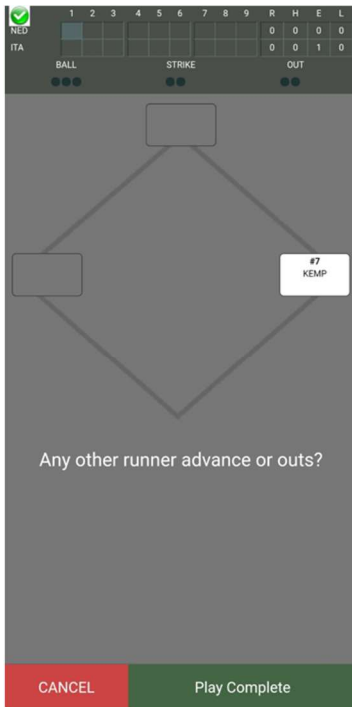 1 2 3 4 5 6 7 8 9 R H E L
NED 0 0 0 0
ITA 0 0 1 0
BALL STRIKE OUT
#7
KEMP
Any other runner advance or outs?
CANCEL Play Complete